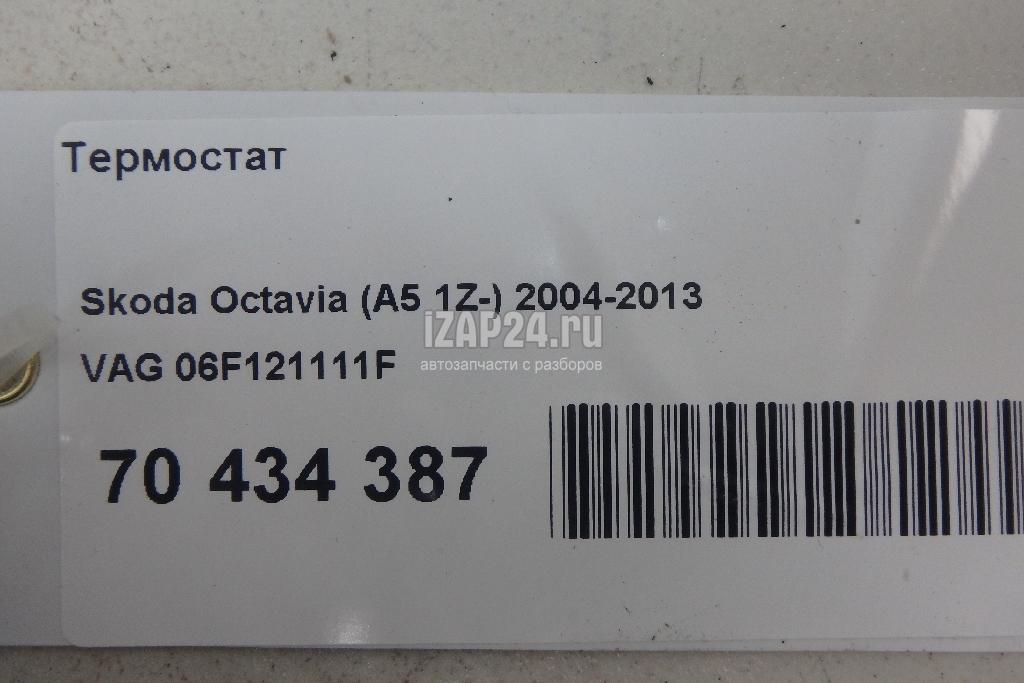 Термостат
Skoda Octavia (A5 1Z-) 2004-2013
iZAP24.ru
VAG 06F121111F
автозапчасти с разборов
70 434 387